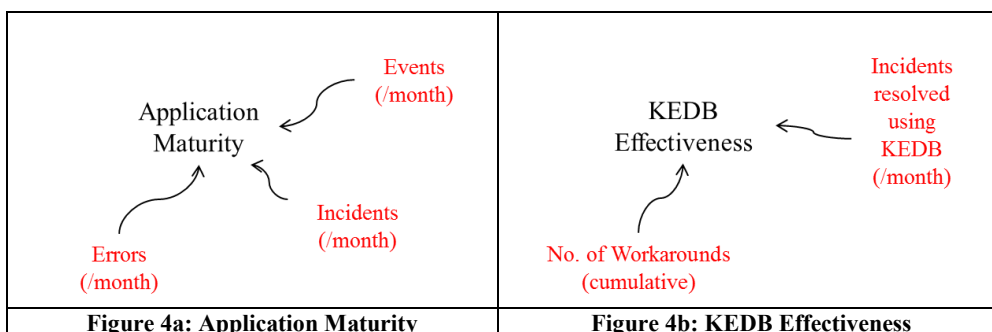 Events
(/month)
Application
Maturity
Incidents
(/month)
Errors
(/month)
Figure 4a: Application Maturity
Incidents
resolved
using
KEDB
(/month)
KEDB
Effectiveness
No. of Workarounds
(cumulative)
Figure 4b: KEDB Effectiveness